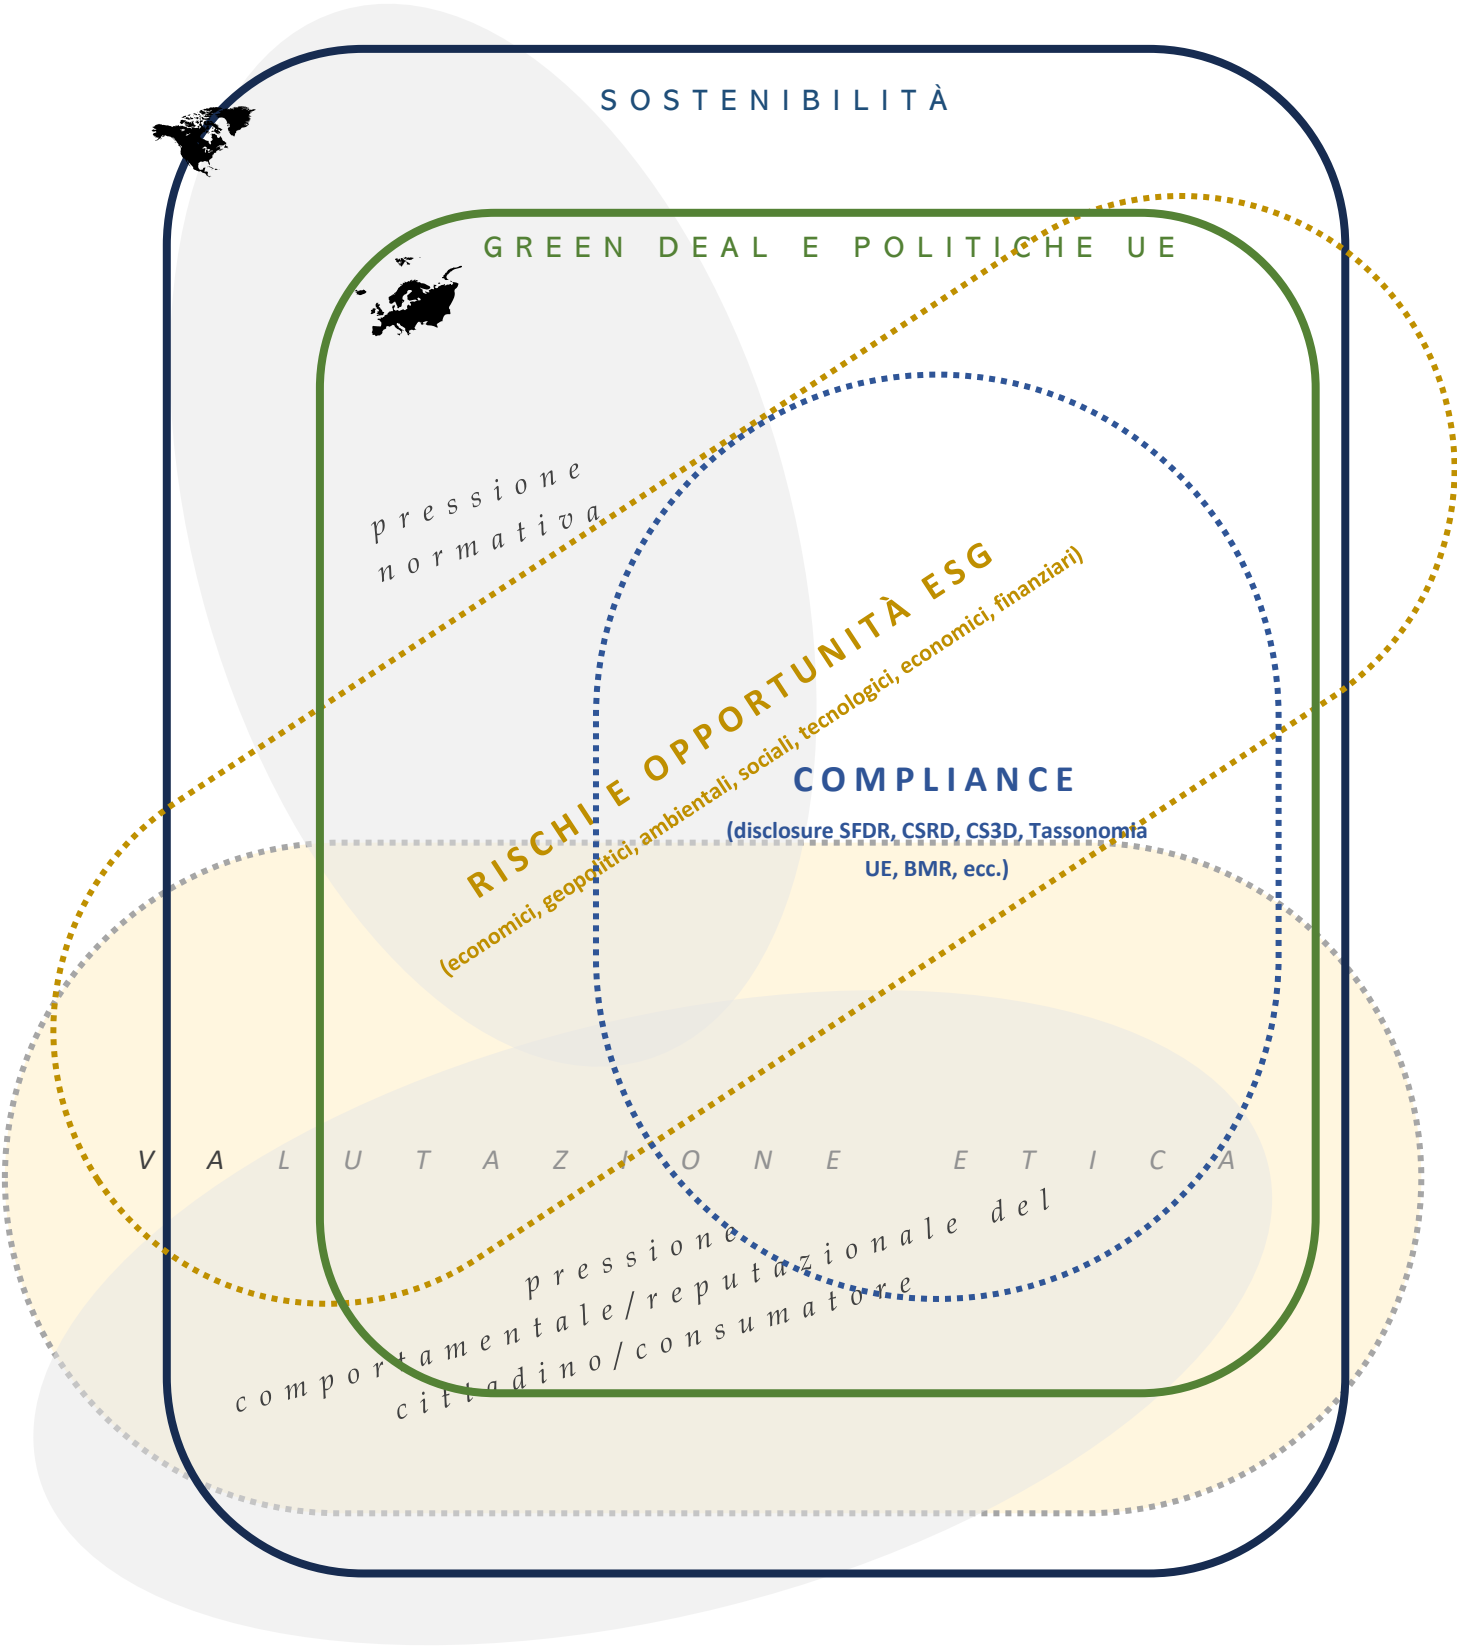 SOSTENIBILITÀ
GREEN DEAL E POLITICHE UE
pressione
normativa
RISCHI E OPPORTUNITÀ ESG
(economici, geopolitici, ambientali, sociali, tecnologici, economici, finanziari)
COMPLIANCE
(disclosure SFDR, CSRD, CS3D, Tassonomia
UE, BMR, ecc.)
VALUTAZIONE ETICA
pressione
comportamentale/reputazionale del
cittadino/consumatore